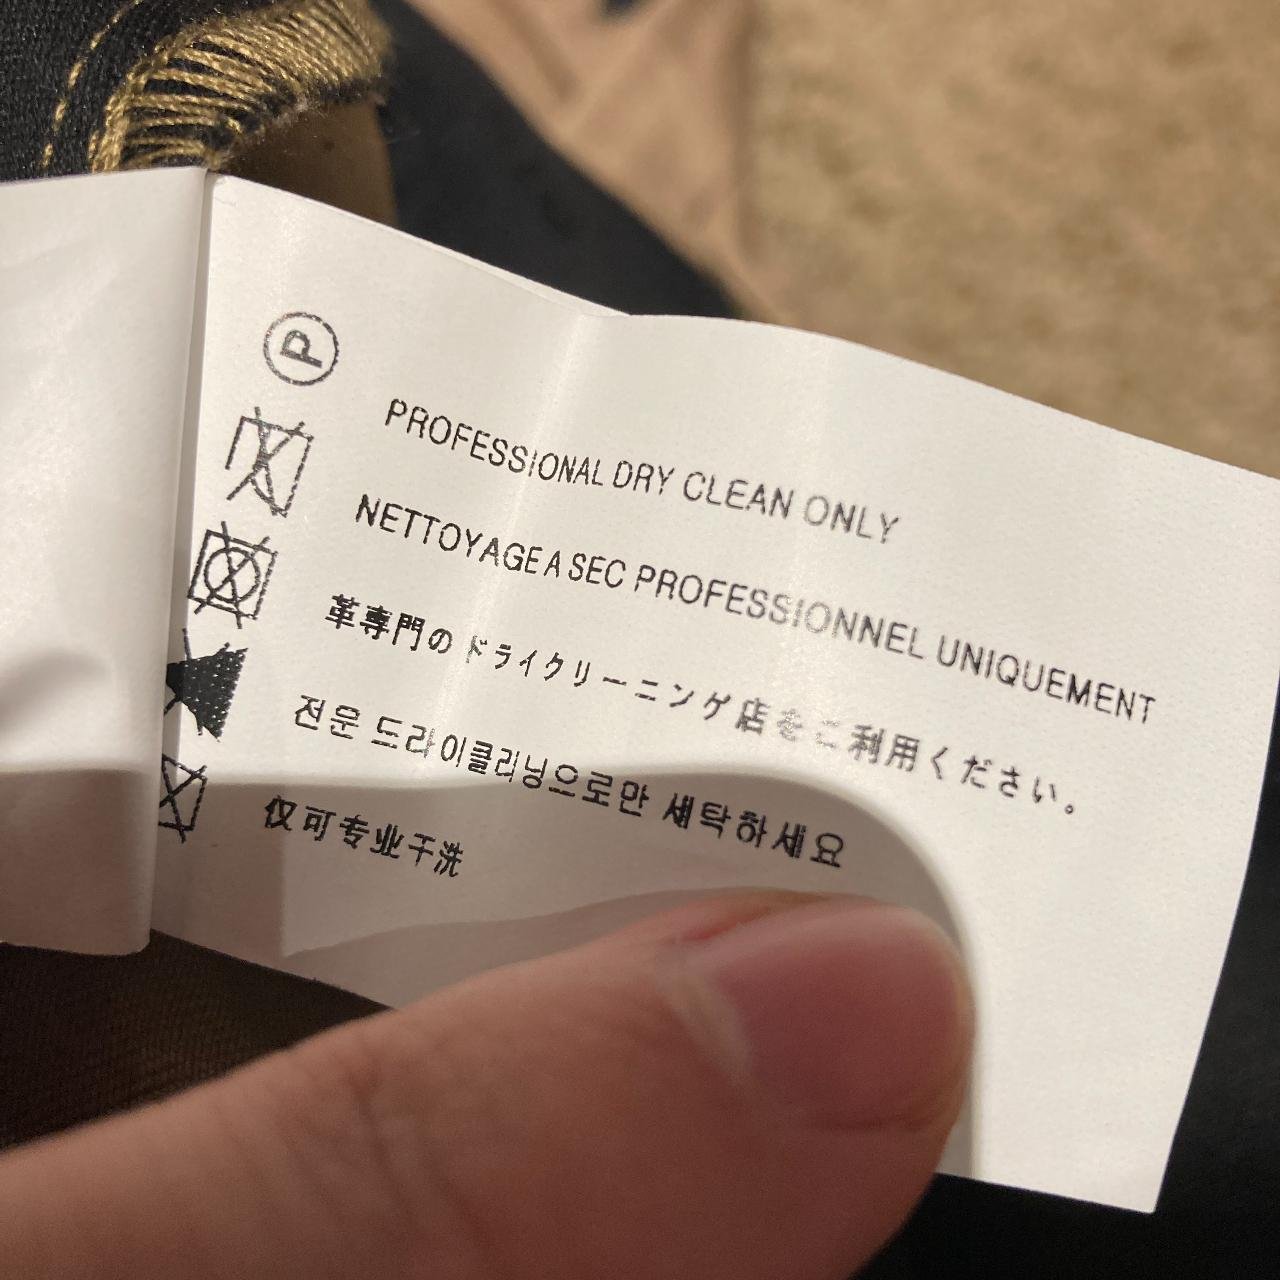 P
PROFESSIONAL DRY CLEAN ONLY
NETTOYAGE A SEC PROFESSIONNEL UNIQUEMENT
革専門のドライクリーニング店をご利用ください。
전운 드라이클리닝으로만 세탁하세요
仅可专业干洗